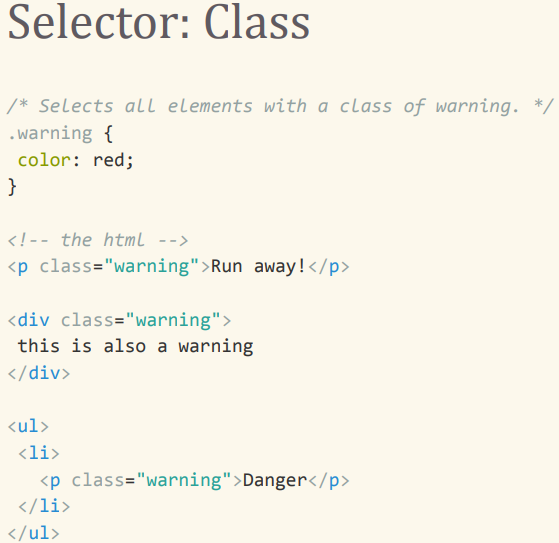 Selector: Class
/* Selects all elements with a class of warning. */
.warning {
 color: red;
}
<!-- the html -->
<p class="warning">Run away!</p>
<div class="warning">
 this is also a warning
</div>
<ul>
 <li>
   <p class="warning">Danger</p>
 </li>
</ul>